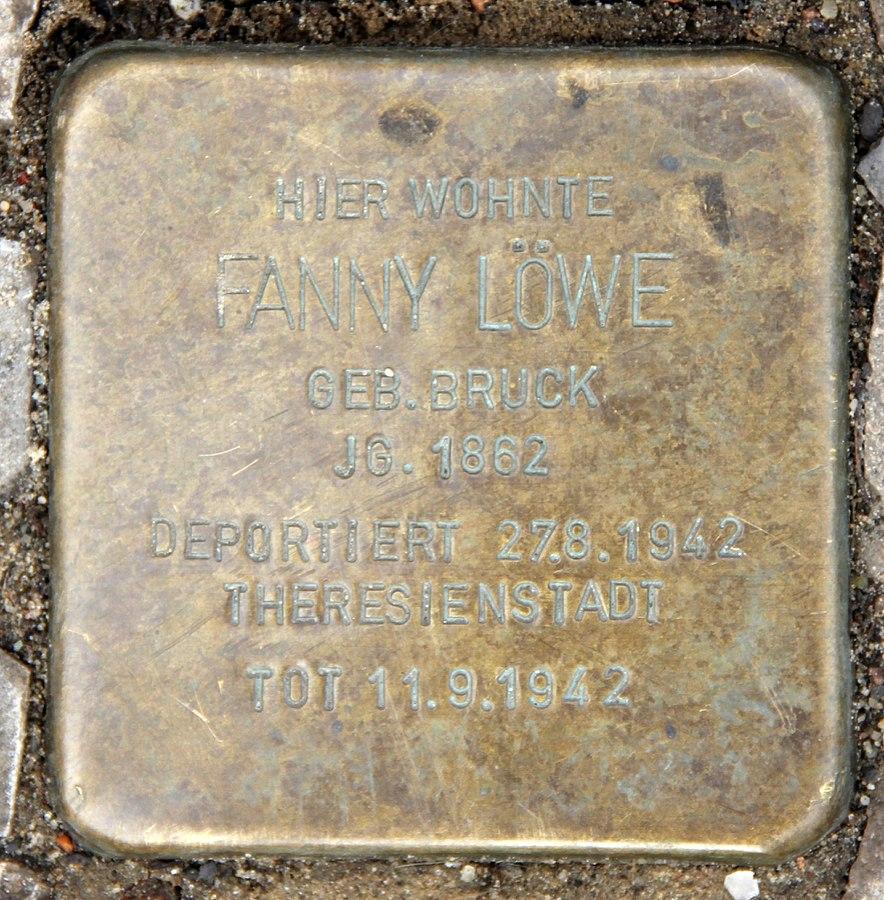 HIER WOHNTE
FANNY LÖWE
GEB. BRUCK
JG. 1862
DEPORTIERT 27.8.1942
THERESIENSTADT
TOT 11.9.1942